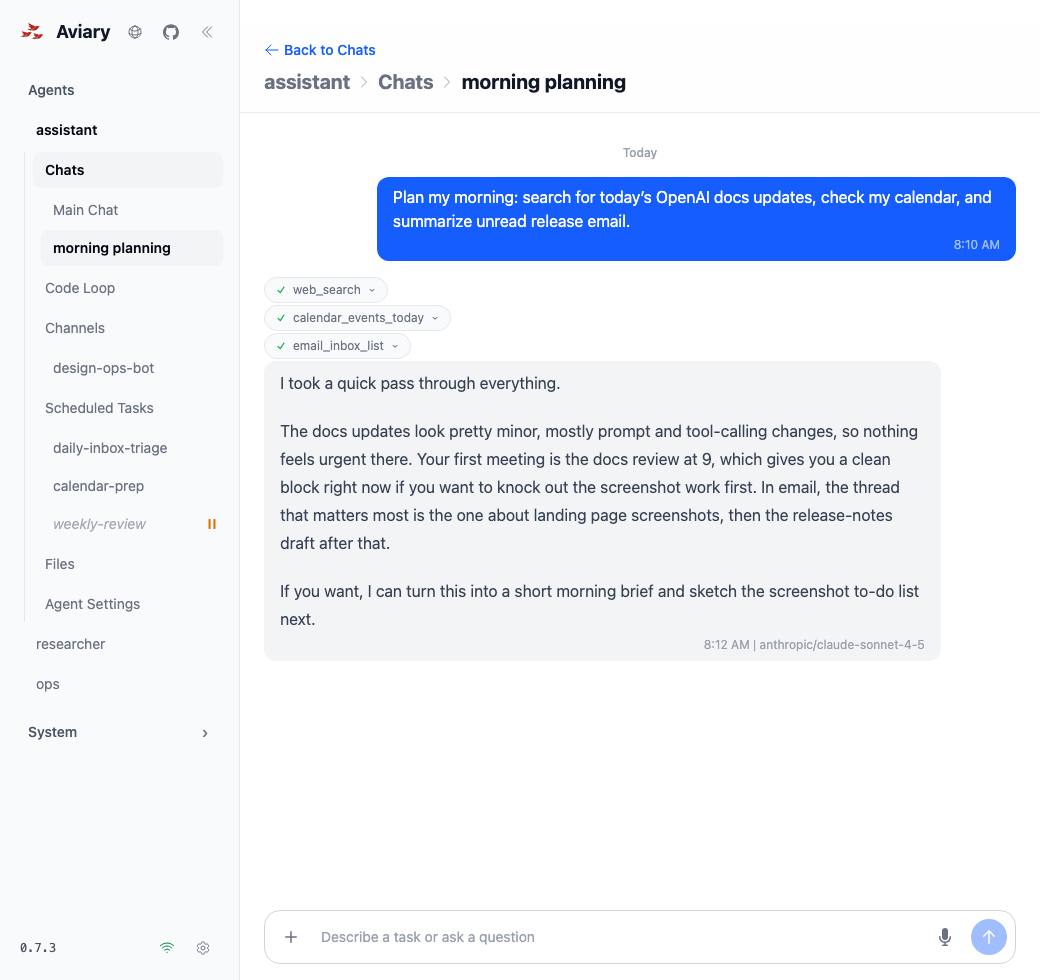 Aviary
Agents
assistant
Chats
Main Chat
morning planning
Code Loop
Channels
design-ops-bot
Scheduled Tasks
daily-inbox-triage
calendar-prep
weekly-review
Files
Agent Settings
researcher
ops
System
0.7.3
Back to Chats
assistant Chats morning planning
Today
Plan my morning: search for today’s OpenAI docs updates, check my calendar, and
summarize unread release email.
8:10 AM
web_search
calendar_events_today
email_inbox_list
I took a quick pass through everything.
The docs updates look pretty minor, mostly prompt and tool-calling changes, so nothing
feels urgent there. Your first meeting is the docs review at 9, which gives you a clean
block right now if you want to knock out the screenshot work first. In email, the thread
that matters most is the one about landing page screenshots, then the release-notes
draft after that.
If you want, I can turn this into a short morning brief and sketch the screenshot to-do list
next.
8:12 AM | anthropic/claude-sonnet-4-5
Describe a task or ask a question